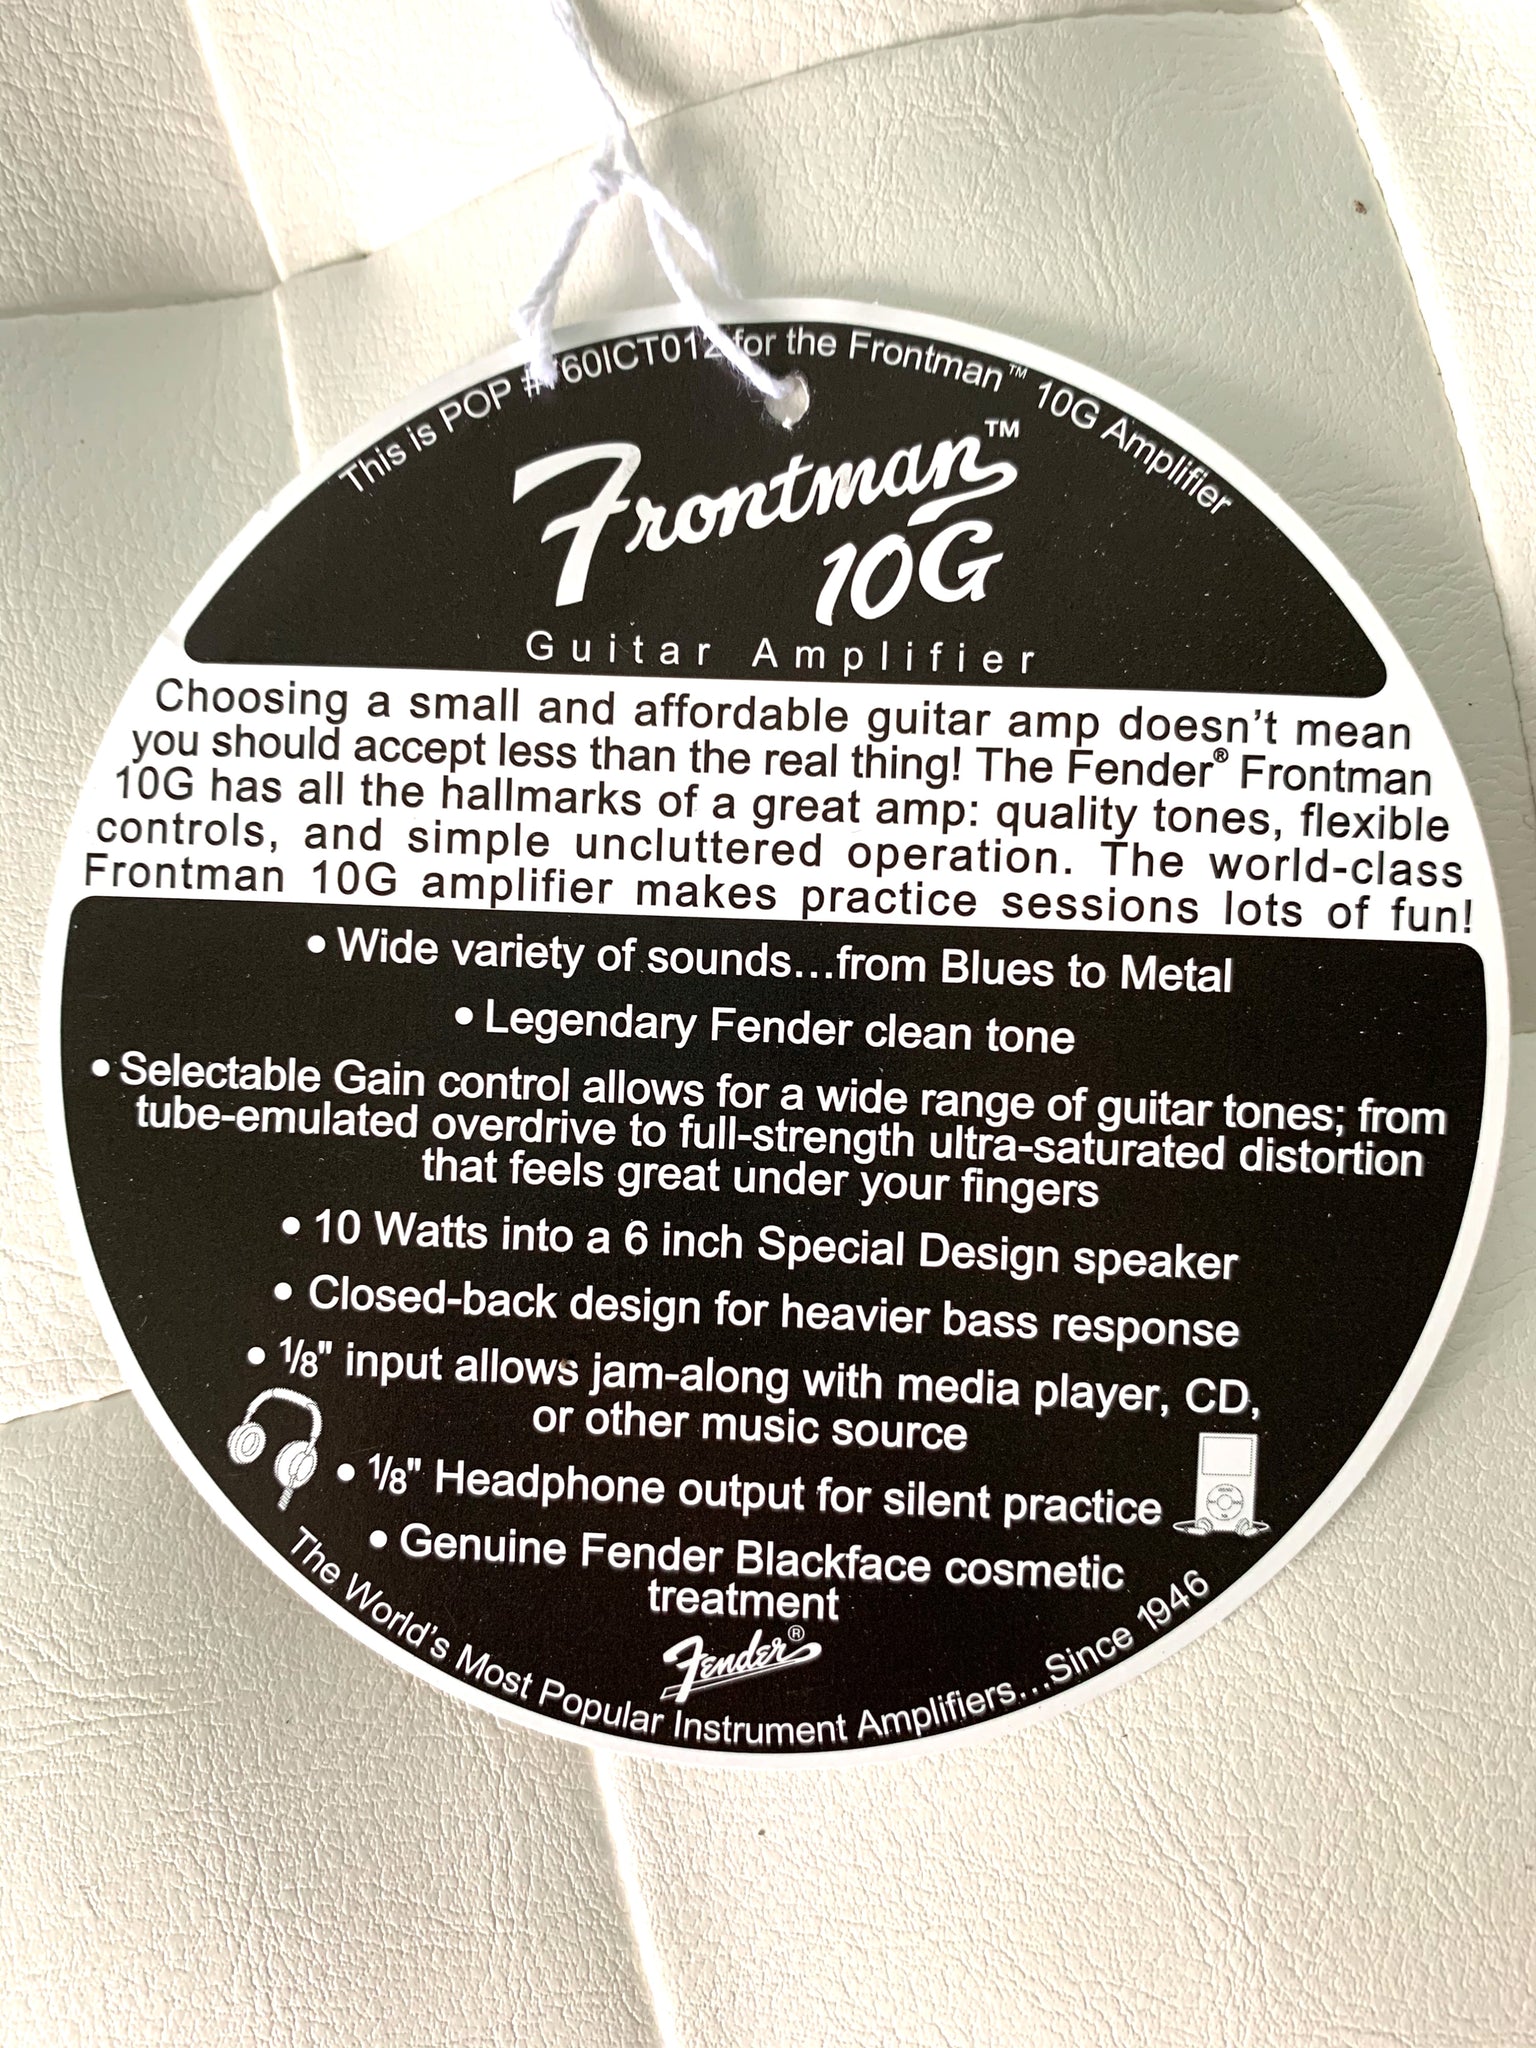 This is POP #760ICT012 for the Frontman™ 10G Amplifier
Frontman™
10G
Guitar Amplifier
Choosing a small and affordable guitar amp doesn't mean
you should accept less than the real thing! The Fender® Frontman
10G has all the hallmarks of a great amp: quality tones, flexible
controls, and simple uncluttered operation. The world-class
Frontman 10G amplifier makes practice sessions lots of fun!
• Wide variety of sounds...from Blues to Metal
• Legendary Fender clean tone
• Selectable Gain control allows for a wide range of guitar tones; from
tube-emulated overdrive to full-strength ultra-saturated distortion
that feels great under your fingers
• 10 Watts into a 6 inch Special Design speaker
• Closed-back design for heavier bass response
• 1/8" input allows jam-along with media player, CD,
or other music source
• 1/8" Headphone output for silent practice
• Genuine Fender Blackface cosmetic
treatment
Fender®
The World's Most Popular Instrument Amplifiers...Since 1946